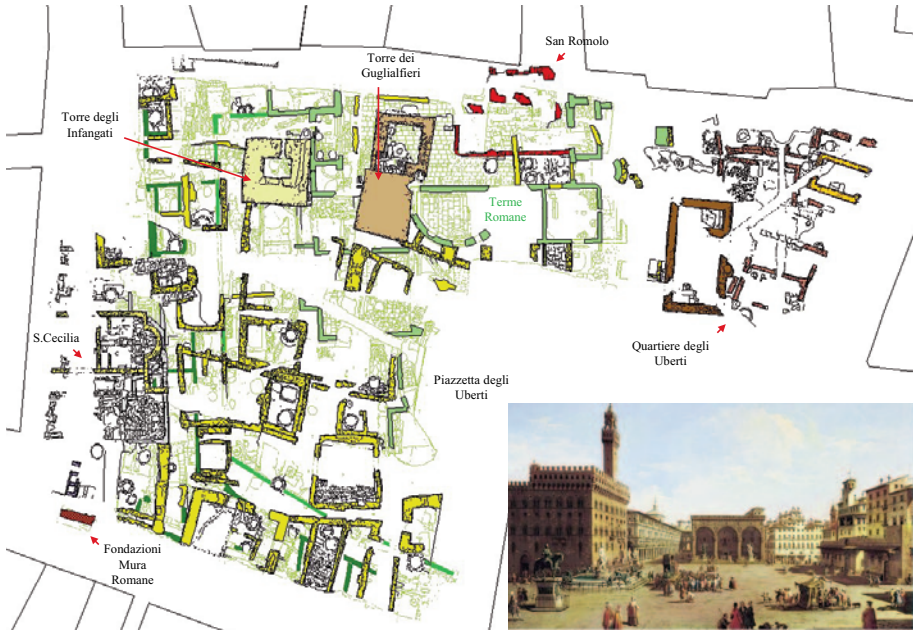 San Romolo
Torre dei
Guglialfieri
Torre degli
Infangati
Terme
Romane
S.Cecilia
Quartiere degli
Uberti
Piazzetta degli
Uberti
Fondazioni
Mura
Romane